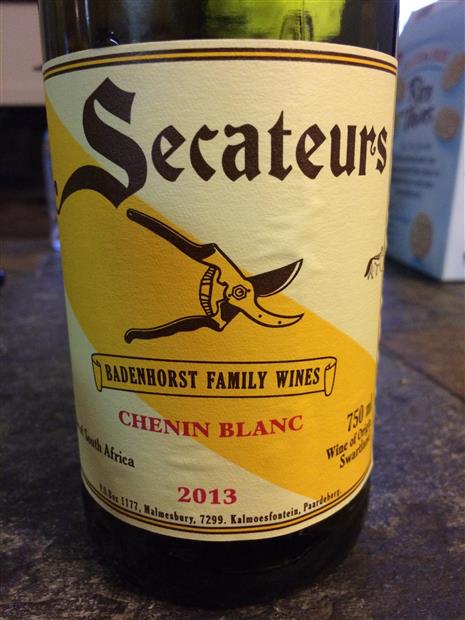 Secateurs
BADENHORST FAMILY WINES
CHENIN BLANC
750 ml
Wine of Origin
of South Africa
2013
P.O Box 1177, Malmesbury, 7299. Kalmoesfontein, Paardeberg.
Thins